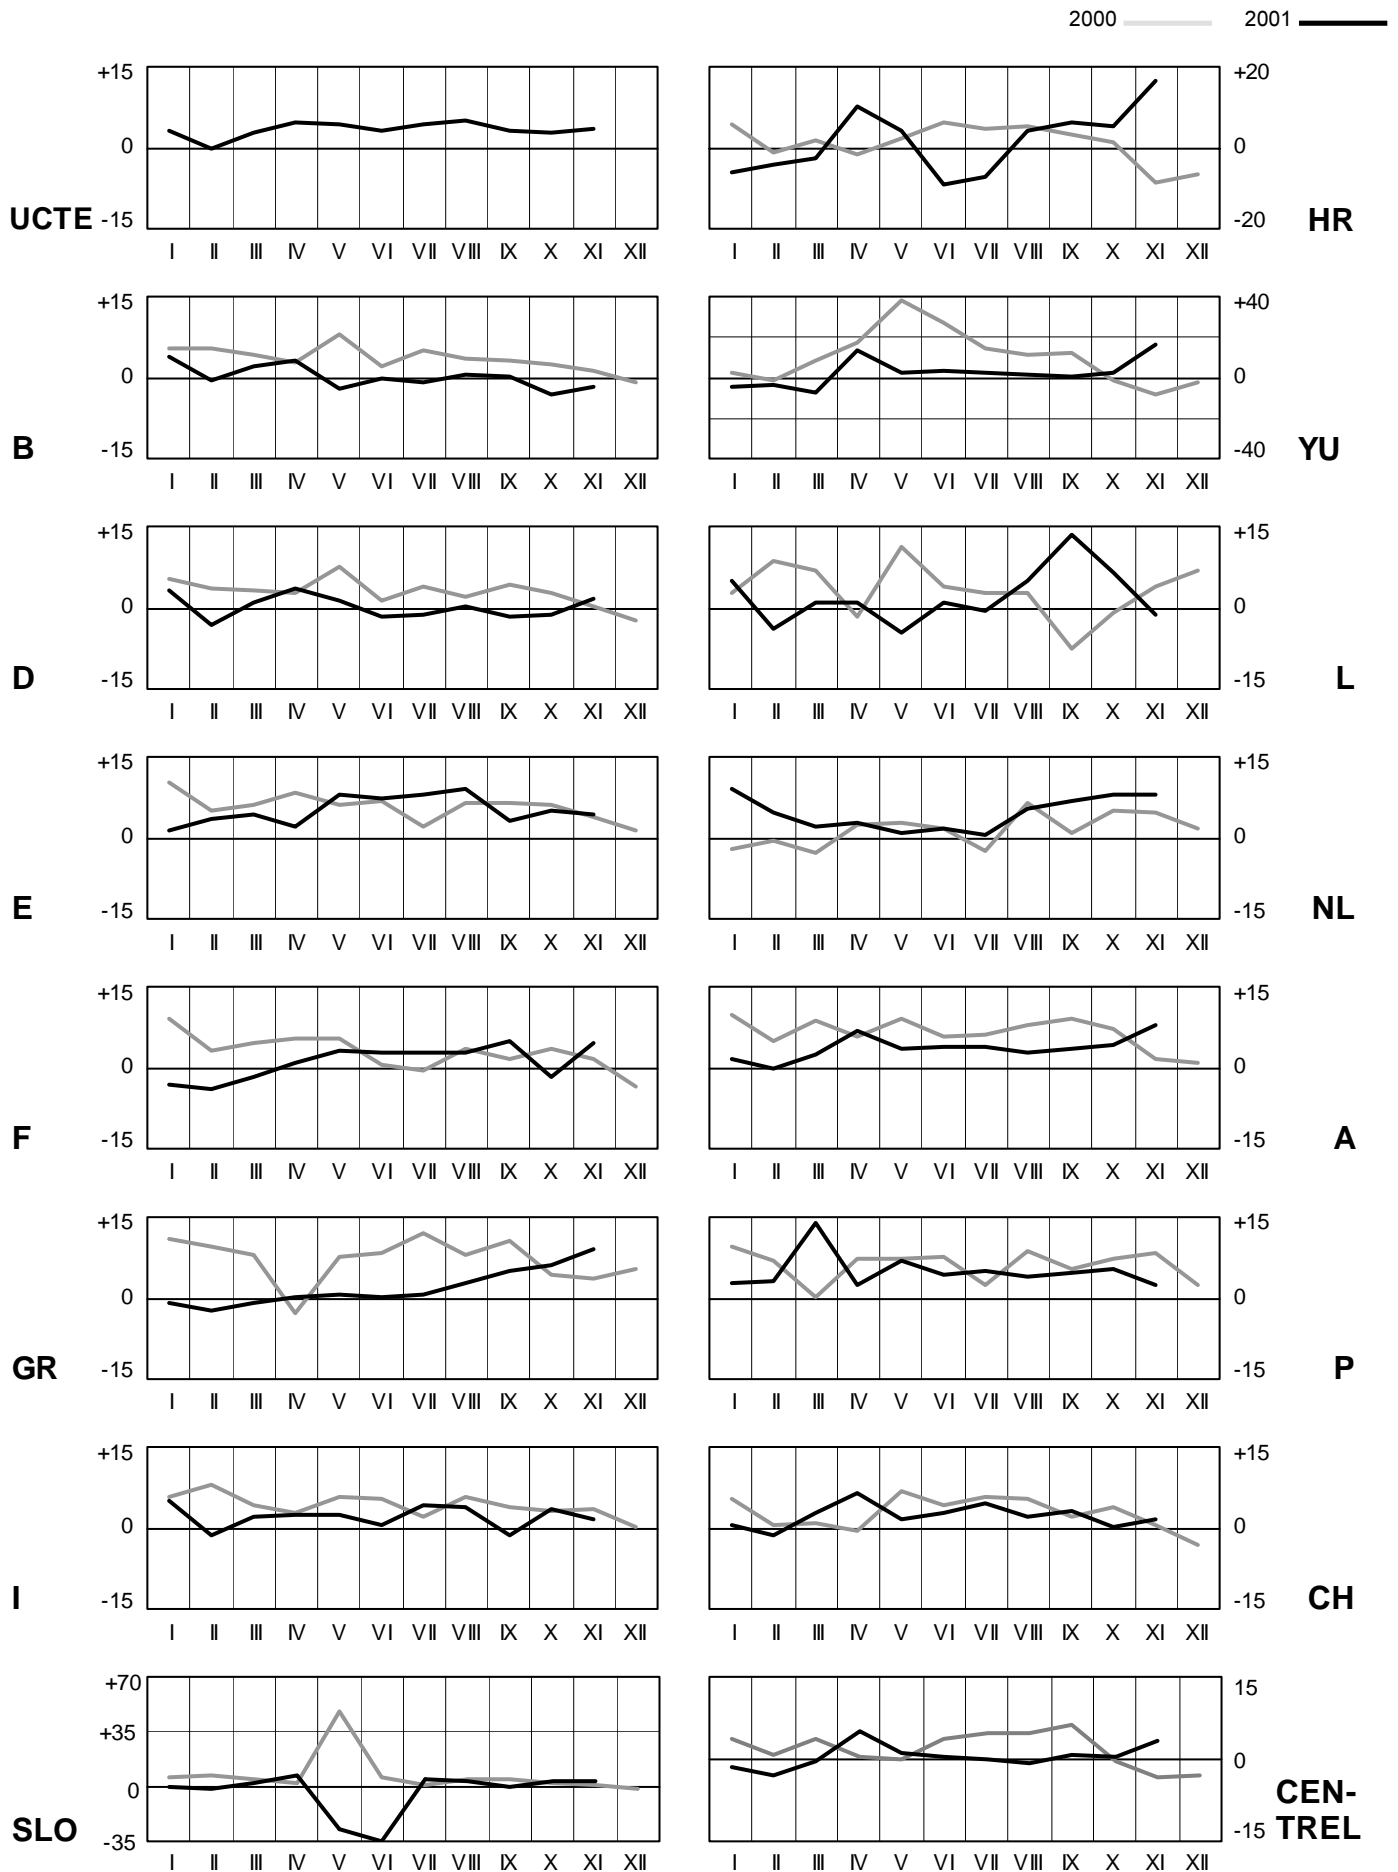 2000 2001
+15 +20
0 0
UCTE -15 -20 HR
I II III IV V VI VII VIII IX X XI XII I II III IV V VI VII VIII IX X XI XII
+15 +40
0 0
B -15 -40 YU
I II III IV V VI VII VIII IX X XI XII I II III IV V VI VII VIII IX X XI XII
+15 +15
0 0
D -15 -15 L
I II III IV V VI VII VIII IX X XI XII I II III IV V VI VII VIII IX X XI XII
+15 +15
0 0
E -15 -15 NL
I II III IV V VI VII VIII IX X XI XII I II III IV V VI VII VIII IX X XI XII
+15 +15
0 0
F -15 -15 A
I II III IV V VI VII VIII IX X XI XII I II III IV V VI VII VIII IX X XI XII
+15 +15
0 0
GR -15 -15 P
I II III IV V VI VII VIII IX X XI XII I II III IV V VI VII VIII IX X XI XII
+15 +15
0 0
I -15 -15 CH
I II III IV V VI VII VIII IX X XI XII I II III IV V VI VII VIII IX X XI XII
+70 15
+35
0 0
CEN-
SLO -35 -15 TREL
I II III IV V VI VII VIII IX X XI XII I II III IV V VI VII VIII IX X XI XII